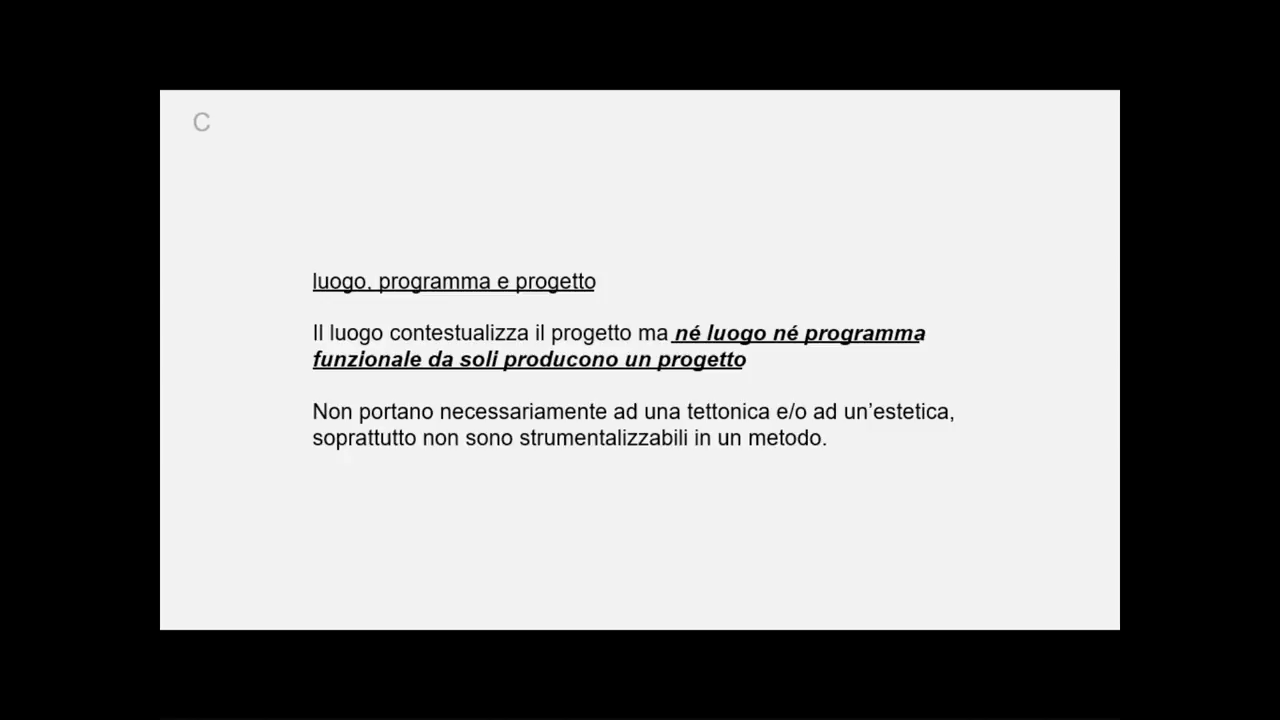 C
luogo, programma e progetto
Il luogo contestualizza il progetto ma né luogo né programma
funzionale da soli producono un progetto
Non portano necessariamente ad una tettonica e/o ad un’estetica,
soprattutto non sono strumentalizzabili in un metodo.